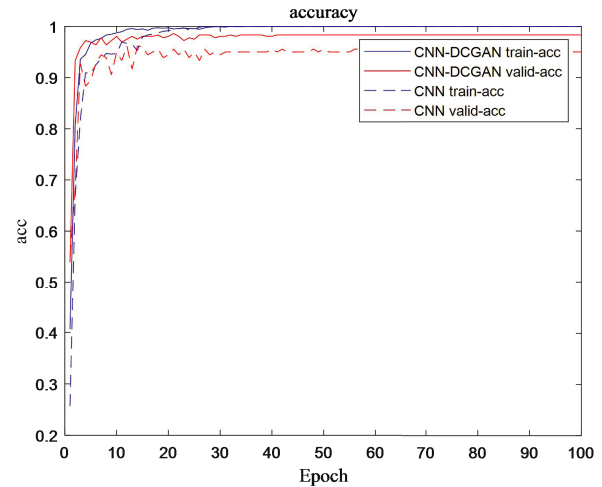 accuracy
1
0.9
0.8
0.7
0.6
0.5
0.4
0.3
0.2
acc
CNN-DCGAN train-acc
CNN-DCGAN valid-acc
CNN train-acc
CNN valid-acc
0 10 20 30 40 50 60 70 80 90 100
Epoch